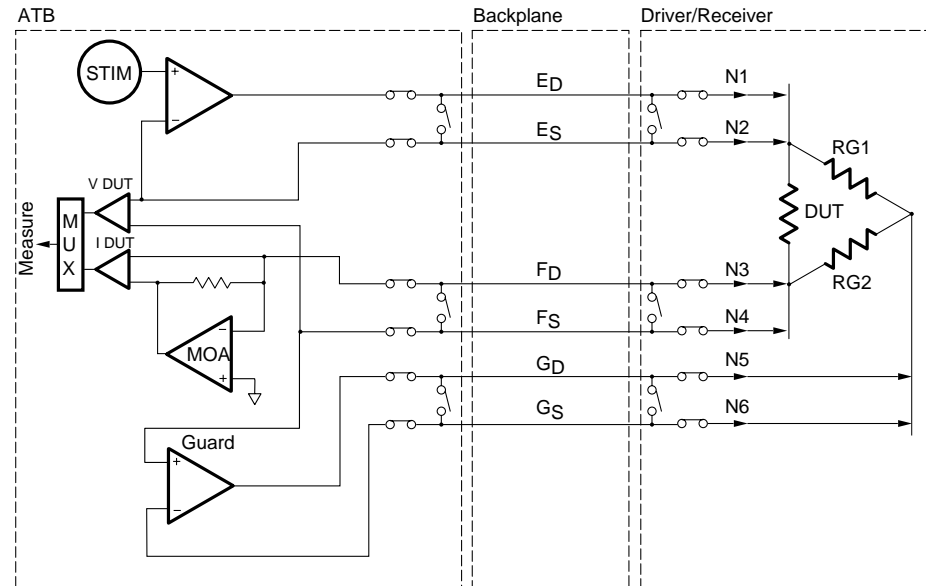 ATB
Backplane
Driver/Receiver
STIM
+
−
ED
N1
ES
N2
RG1
V DUT
DUT
MUX
Measure
I DUT
FD
N3
RG2
FS
N4
−
MOA
+
GD
N5
GS
N6
Guard
+
−